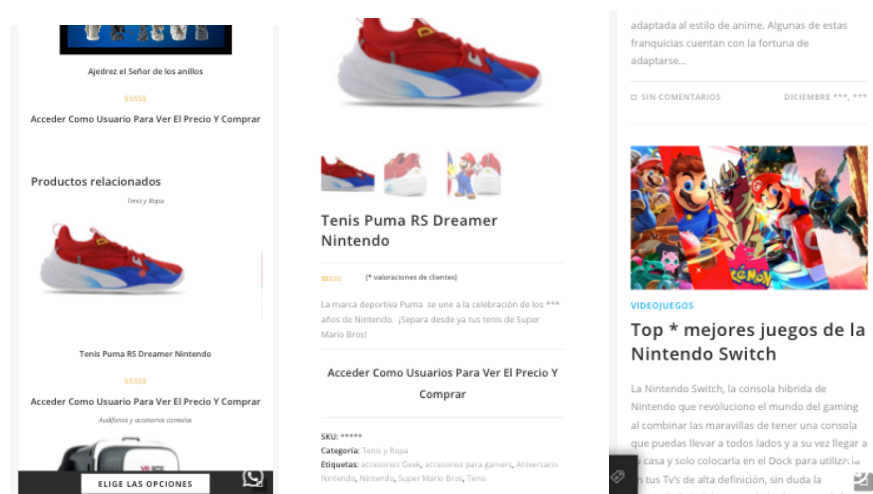 Ajedrez el Señor de los anillos
SSSSS
Acceder Como Usuario Para Ver El Precio Y Comprar
Productos relacionados
Tenis y Ropa
Tenis Puma RS Dreamer Nintendo
SSSSS
Acceder Como Usuario Para Ver El Precio Y Comprar
Audífonos y accesorios consolas
VR BOX
ELIGE LAS OPCIONES
Tenis Puma RS Dreamer
Nintendo
SSSSS (* valoraciones de clientes)
La marca deportiva Puma se une a la celebración de los ***
años de Nintendo. ¡Separa desde ya tus tenis de Super
Mario Bros!
Acceder Como Usuarios Para Ver El Precio Y
Comprar
SKU: *****
Categoría: Tenis y Ropa
Etiquetas: accesorios Geek, accesorios para gamers, Aniversario
Nintendo, Nintendo, Super Mario Bros, Tenis
adaptada al estilo de anime. Algunas de estas
franquicias cuentan con la fortuna de
adaptarse...
SIN COMENTARIOS DICIEMBRE ***, ***
POKéMON
VIDEOJUEGOS
Top * mejores juegos de la
Nintendo Switch
La Nintendo Switch, la consola hibrida de
Nintendo que revoluciono el mundo del gaming
al combinar las maravillas de tener una consola
que puedas llevar a todos lados y a su vez llegar a
casa y solo colocarla en el Dock para
en tus Tv's de alta definición, sin duda la